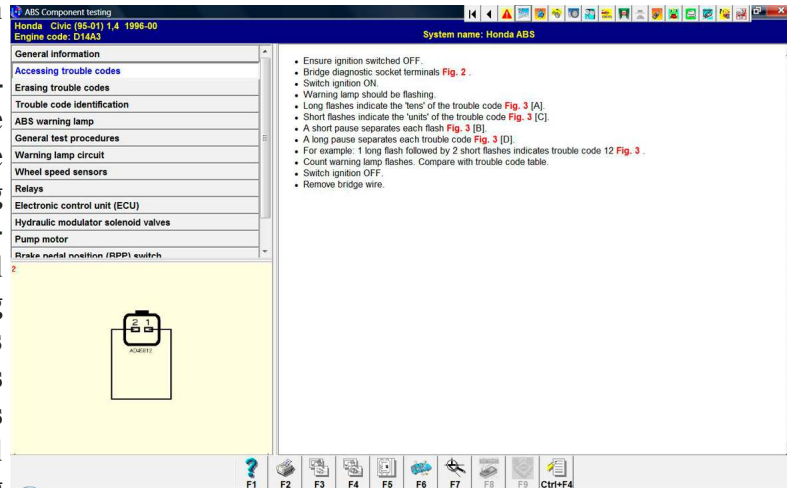 ABS Component testing
Honda Civic (95-01) 1,4 1996-00
Engine code: D14A3
System name: Honda ABS
General information
Accessing trouble codes
Erasing trouble codes
Trouble code identification
ABS warning lamp
General test procedures
Warning lamp circuit
Wheel speed sensors
Relays
Electronic control unit (ECU)
Hydraulic modulator solenoid valves
Pump motor
Brake pedal position (BPP) switch
• Ensure ignition switched OFF.
• Bridge diagnostic socket terminals Fig. 2 .
• Switch ignition ON.
• Warning lamp should be flashing.
• Long flashes indicate the 'tens' of the trouble code Fig. 3 [A].
• Short flashes indicate the 'units' of the trouble code Fig. 3 [C].
• A short pause separates each flash Fig. 3 [B].
• A long pause separates each trouble code Fig. 3 [D].
• For example: 1 long flash followed by 2 short flashes indicates trouble code 12 Fig. 3 .
• Count warning lamp flashes. Compare with trouble code table.
• Switch ignition OFF.
• Remove bridge wire.
2
2 1
F1 F2 F3 F4 F5 F6 F7 F8 F9 Ctrl+F4